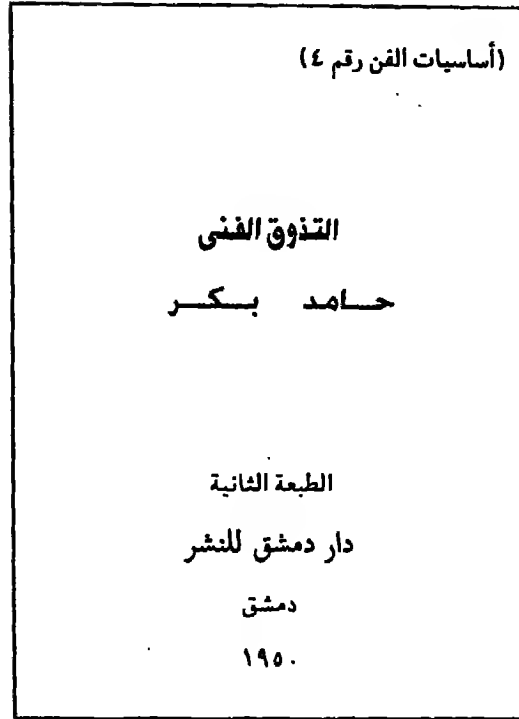 (أساسيات الفن رقم ٤)
التذوق الفنى
حامد بكر
الطبعة الثانية
دار دمشق للنشر
دمشق
١٩٥٠